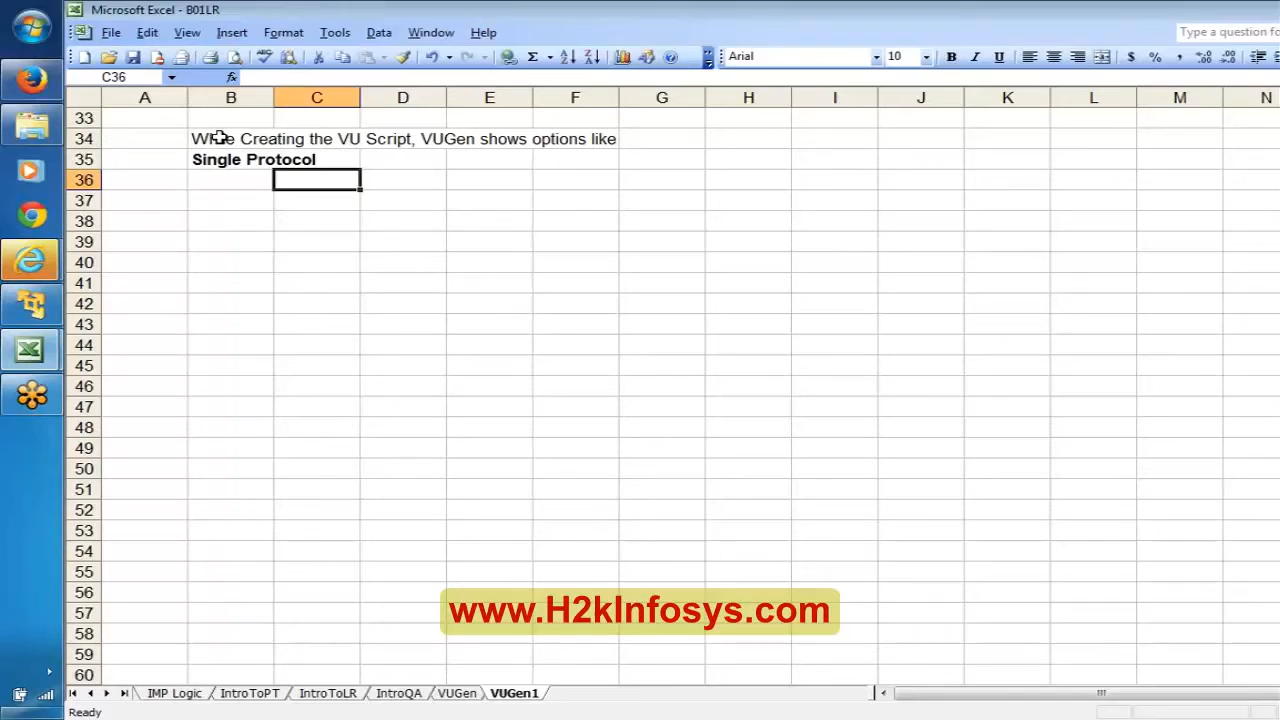 Microsoft Excel - B01LR
File Edit View Insert Format Tools Data Window Help
Type a question fo
Arial 10 B I U $ % ,
C36 fx
A B C D E F G H I J K L M N
33
34 While Creating the VU Script, VUGen shows options like
35 Single Protocol
36
37
38
39
40
41
42
43
44
45
46
47
48
49
50
51
52
53
54
55
56
57
58
59
60
www.H2kInfosys.com
IMP Logic IntroToPT IntroToLR IntroQA VUGen VUGen1
Ready